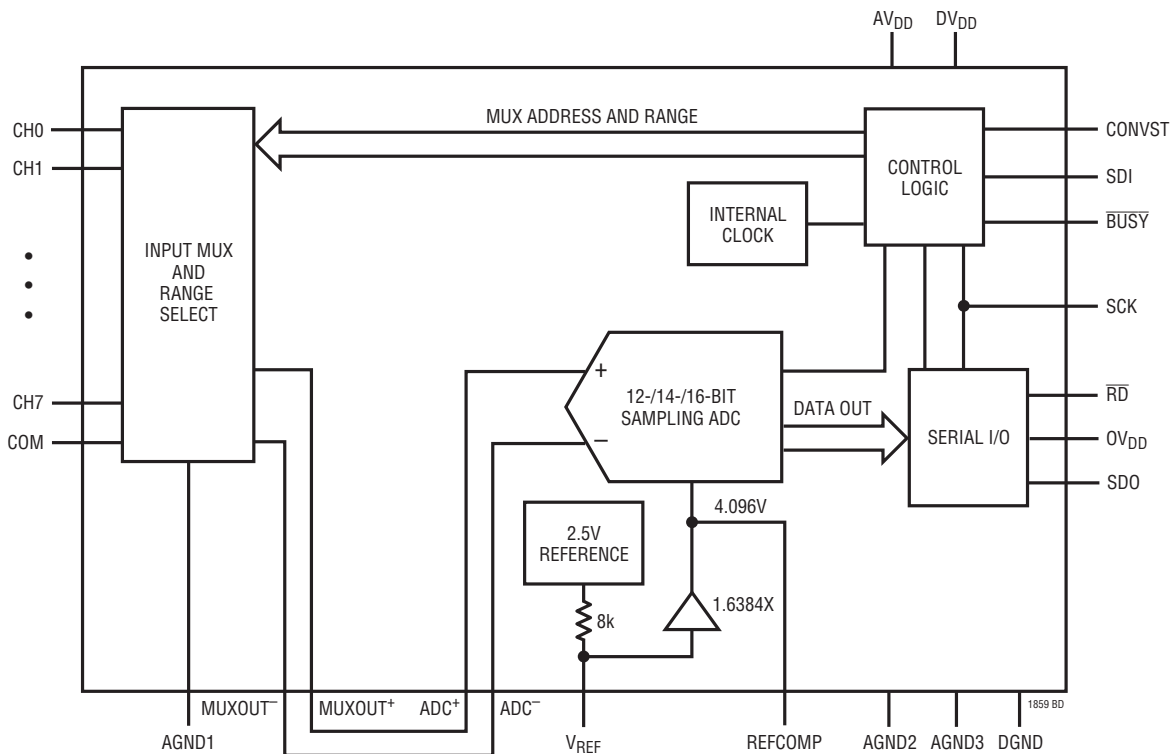 AVDD DVDD
CH0
CH1
CH7
COM
INPUT MUX
AND
RANGE
SELECT
MUX ADDRESS AND RANGE
CONTROL
LOGIC
CONVST
SDI
BUSY
SCK
INTERNAL
CLOCK
+
12-/14-/16-BIT
SAMPLING ADC
−
DATA OUT
SERIAL I/O
RD
OVDD
SDO
4.096V
2.5V
REFERENCE
8k
1.6384X
MUXOUT− MUXOUT+ ADC+ ADC−
1859 BD
AGND1 VREF REFCOMP AGND2 AGND3 DGND